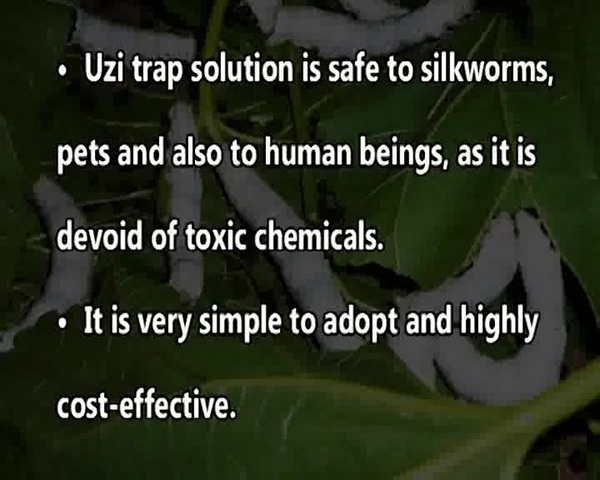 • Uzi trap solution is safe to silkworms,
pets and also to human beings, as it is
devoid of toxic chemicals.
• It is very simple to adopt and highly
cost-effective.